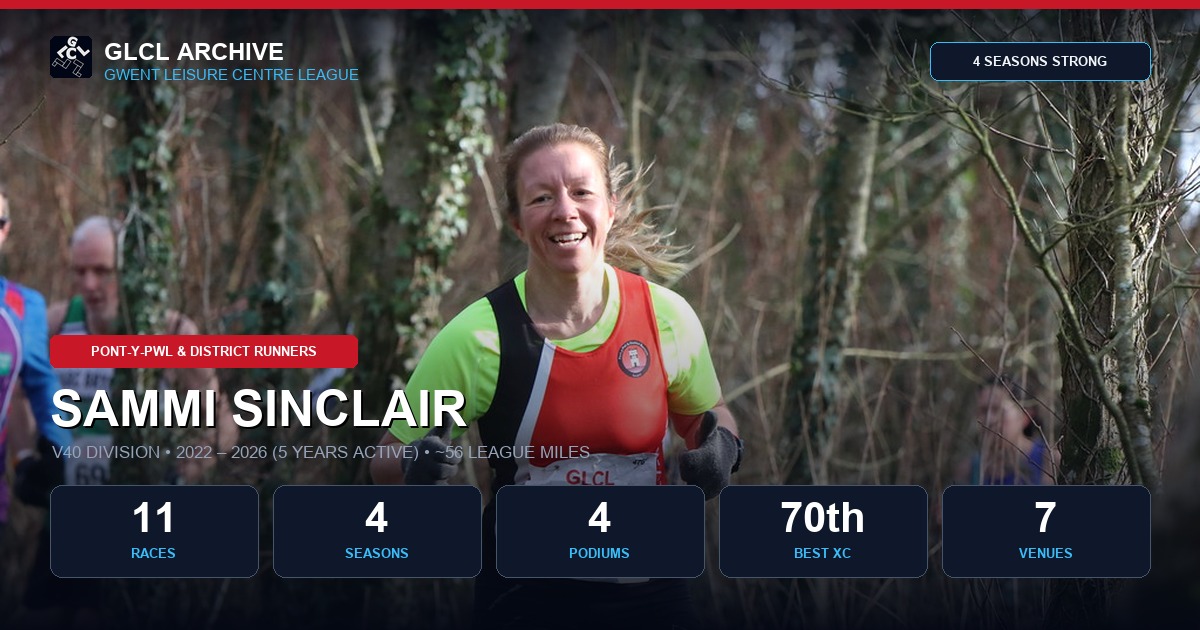 GLCL ARCHIVE
GWENT LEISURE CENTRE LEAGUE
4 SEASONS STRONG
PONT-Y-PWL & DISTRICT RUNNERS
SAMMI SINCLAIR
V40 DIVISION • 2022 – 2026 (5 YEARS ACTIVE) • ~56 LEAGUE MILES
GLCL
11
RACES
4
SEASONS
4
PODIUMS
70th
BEST XC
7
VENUES